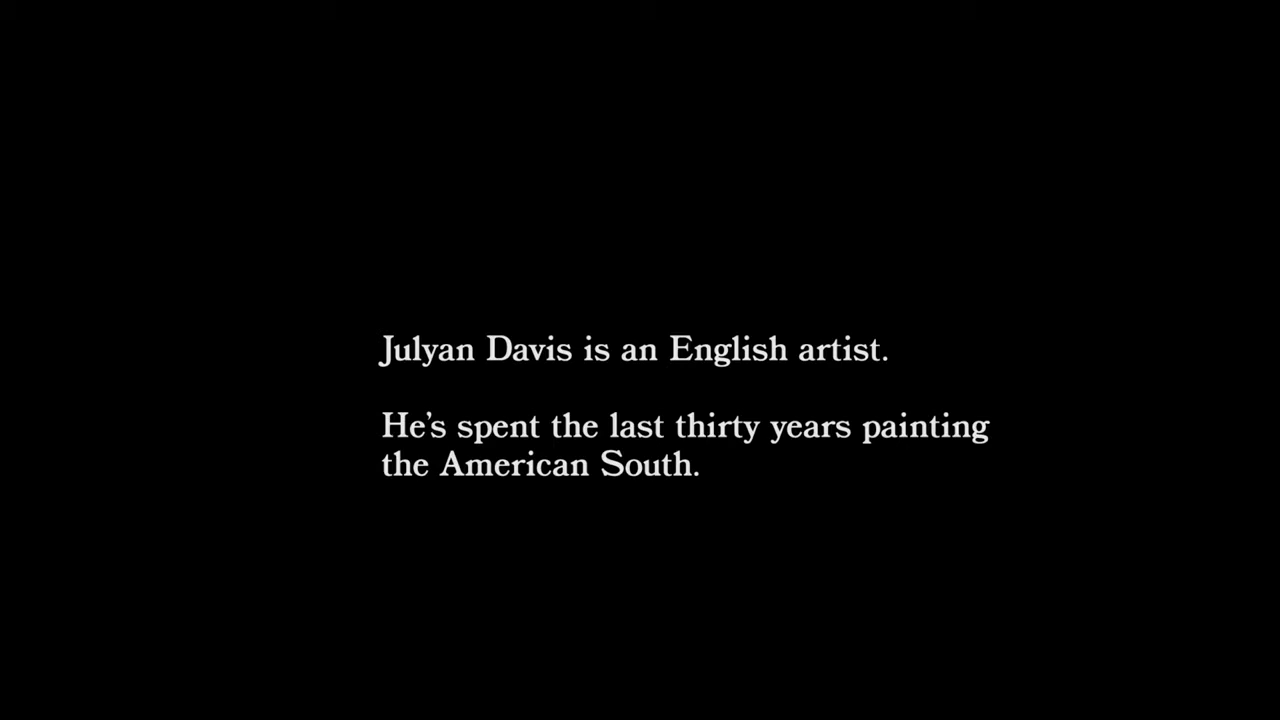 Julyan Davis is an English artist.
He’s spent the last thirty years painting
the American South.